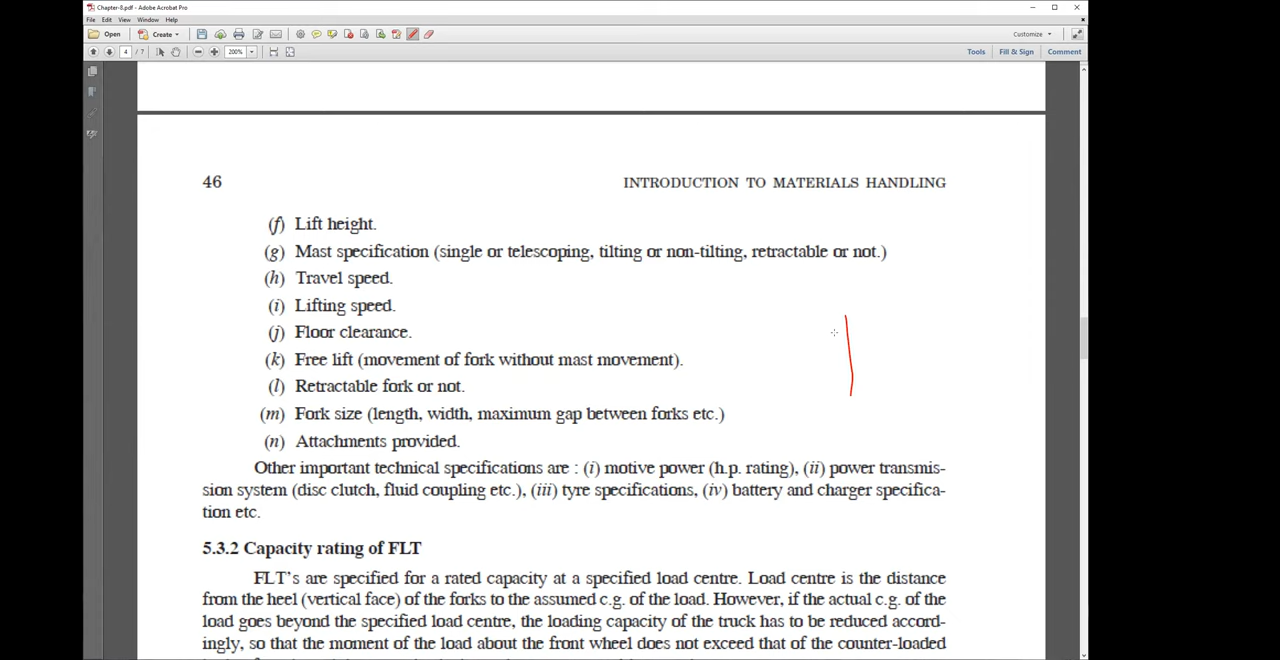 Chapter-8.pdf - Adobe Acrobat Pro
File Edit View Window Help
Open Create Customize
4 / 7 200% Tools Fill & Sign Comment
46 INTRODUCTION TO MATERIALS HANDLING
(f) Lift height.
(g) Mast specification (single or telescoping, tilting or non-tilting, retractable or not.)
(h) Travel speed.
(i) Lifting speed.
(j) Floor clearance.
(k) Free lift (movement of fork without mast movement).
(l) Retractable fork or not.
(m) Fork size (length, width, maximum gap between forks etc.)
(n) Attachments provided.
Other important technical specifications are : (i) motive power (h.p. rating), (ii) power transmis-
sion system (disc clutch, fluid coupling etc.), (iii) tyre specifications, (iv) battery and charger specifica-
tion etc.
5.3.2 Capacity rating of FLT
FLT's are specified for a rated capacity at a specified load centre. Load centre is the distance
from the heel (vertical face) of the forks to the assumed c.g. of the load. However, if the actual c.g. of the
load goes beyond the specified load centre, the loading capacity of the truck has to be reduced accord-
ingly, so that the moment of the load about the front wheel does not exceed that of the counter-loaded